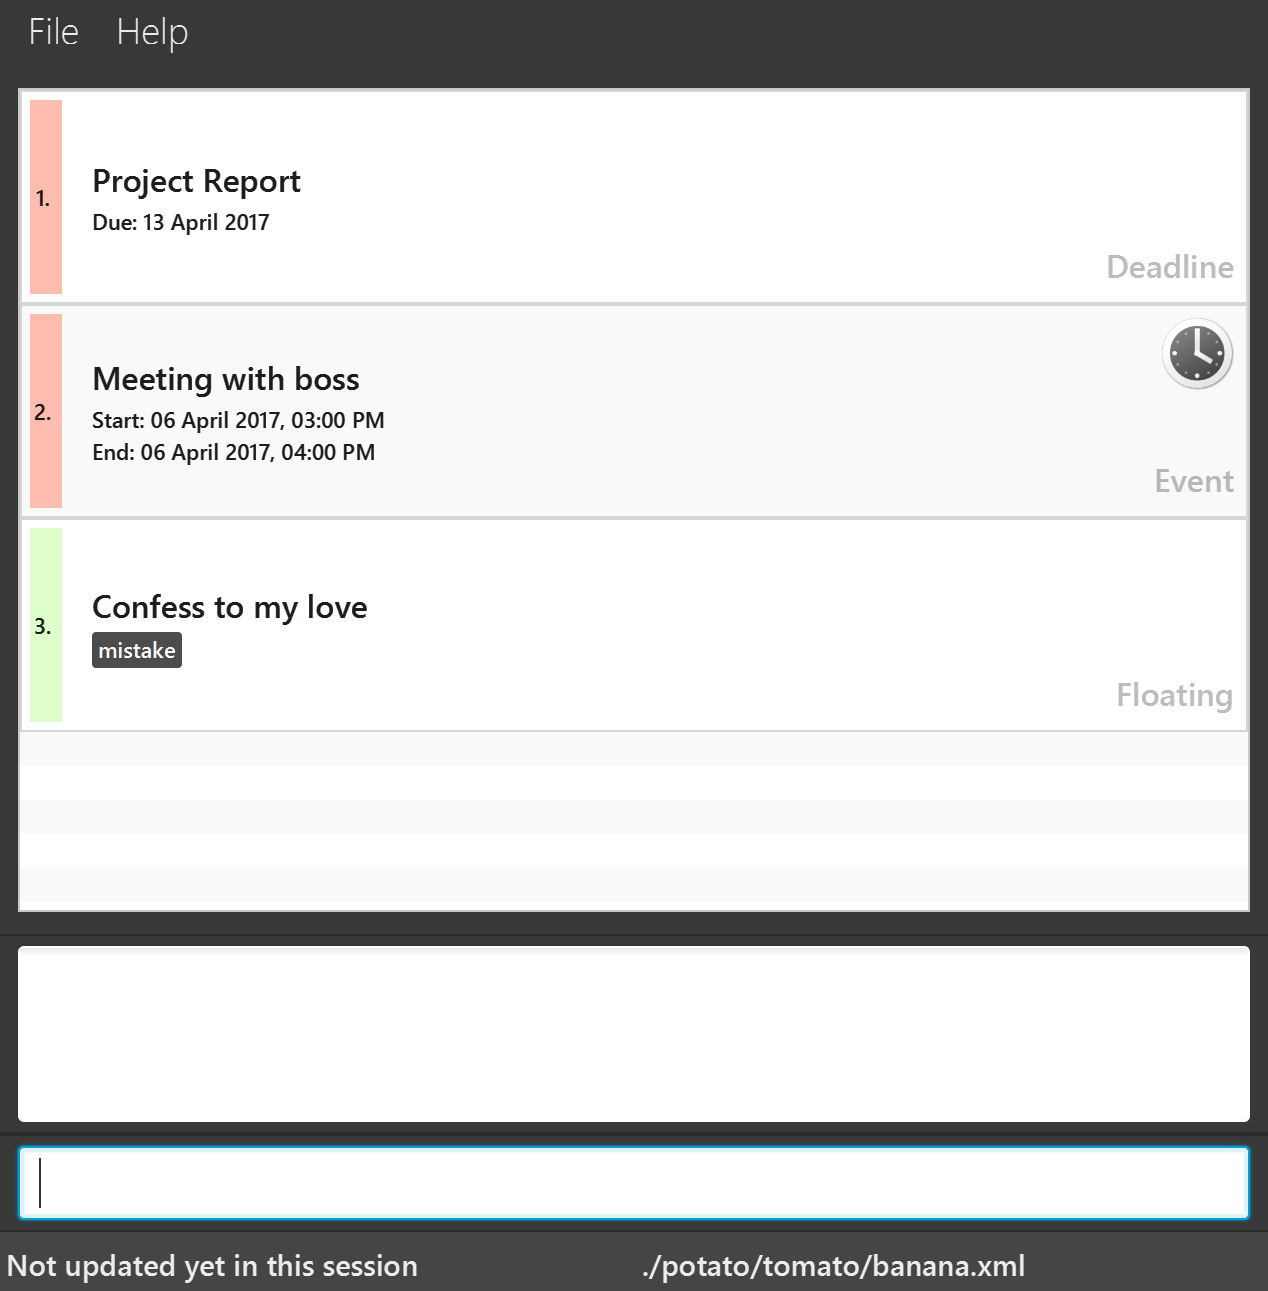 File Help
1.
Project Report
Due: 13 April 2017
Deadline
2.
Meeting with boss
Start: 06 April 2017, 03:00 PM
End: 06 April 2017, 04:00 PM
Event
3.
Confess to my love
mistake
Floating
Not updated yet in this session ./potato/tomato/banana.xml